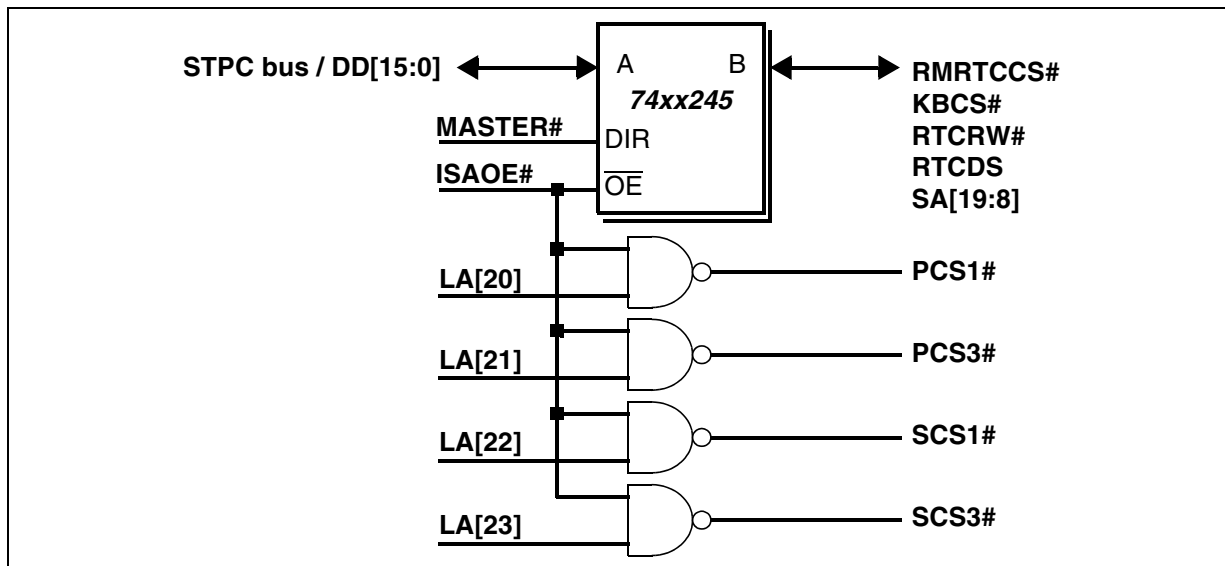 STPC bus / DD[15:0]
A B
74xx245
RMRTCCS#
KBCS#
RTCRW#
RTCDS
SA[19:8]
MASTER#
DIR
ISAOE#
OE
LA[20]
PCS1#
LA[21]
PCS3#
LA[22]
SCS1#
LA[23]
SCS3#